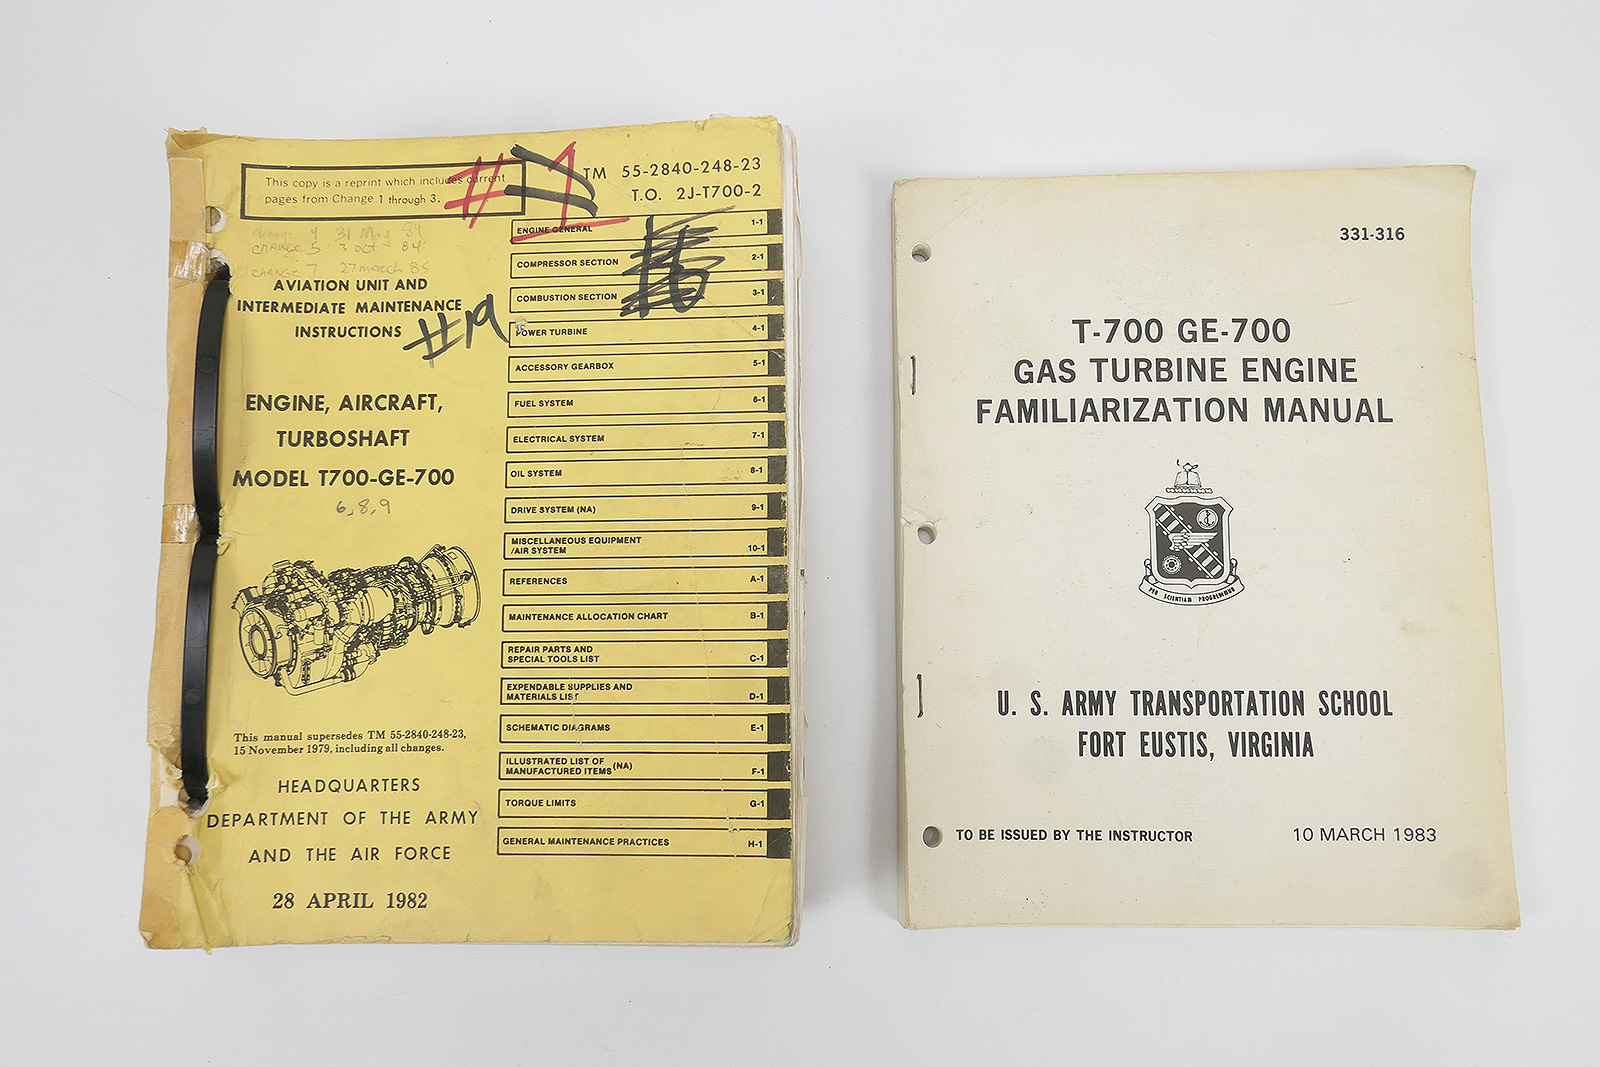 This copy is a reprint which includes current
pages from Change 1 through 3.
#1
TM 55-2840-248-23
T.O. 2J-T700-2
change 4 31 May 84
CHANGE 5 3 Oct 84
change 7 27 march 85
AVIATION UNIT AND
INTERMEDIATE MAINTENANCE
INSTRUCTIONS
#19
ENGINE, AIRCRAFT,
TURBOSHAFT
MODEL T700-GE-700
6,8,9
This manual supersedes TM 55-2840-248-23,
15 November 1979, including all changes.
HEADQUARTERS
DEPARTMENT OF THE ARMY
AND THE AIR FORCE
28 APRIL 1982
ENGINE GENERAL 1-1
COMPRESSOR SECTION 2-1
COMBUSTION SECTION 3-1
POWER TURBINE 4-1
ACCESSORY GEARBOX 5-1
FUEL SYSTEM 6-1
ELECTRICAL SYSTEM 7-1
OIL SYSTEM 8-1
DRIVE SYSTEM (NA) 9-1
MISCELLANEOUS EQUIPMENT
/AIR SYSTEM 10-1
REFERENCES A-1
MAINTENANCE ALLOCATION CHART B-1
REPAIR PARTS AND
SPECIAL TOOLS LIST C-1
EXPENDABLE SUPPLIES AND
MATERIALS LIST D-1
SCHEMATIC DIAGRAMS E-1
ILLUSTRATED LIST OF
MANUFACTURED ITEMS (NA) F-1
TORQUE LIMITS G-1
GENERAL MAINTENANCE PRACTICES H-1
331-316
T-700 GE-700
GAS TURBINE ENGINE
FAMILIARIZATION MANUAL
PER SCIENTIAM PROGREDIMUR
U. S. ARMY TRANSPORTATION SCHOOL
FORT EUSTIS, VIRGINIA
TO BE ISSUED BY THE INSTRUCTOR
10 MARCH 1983